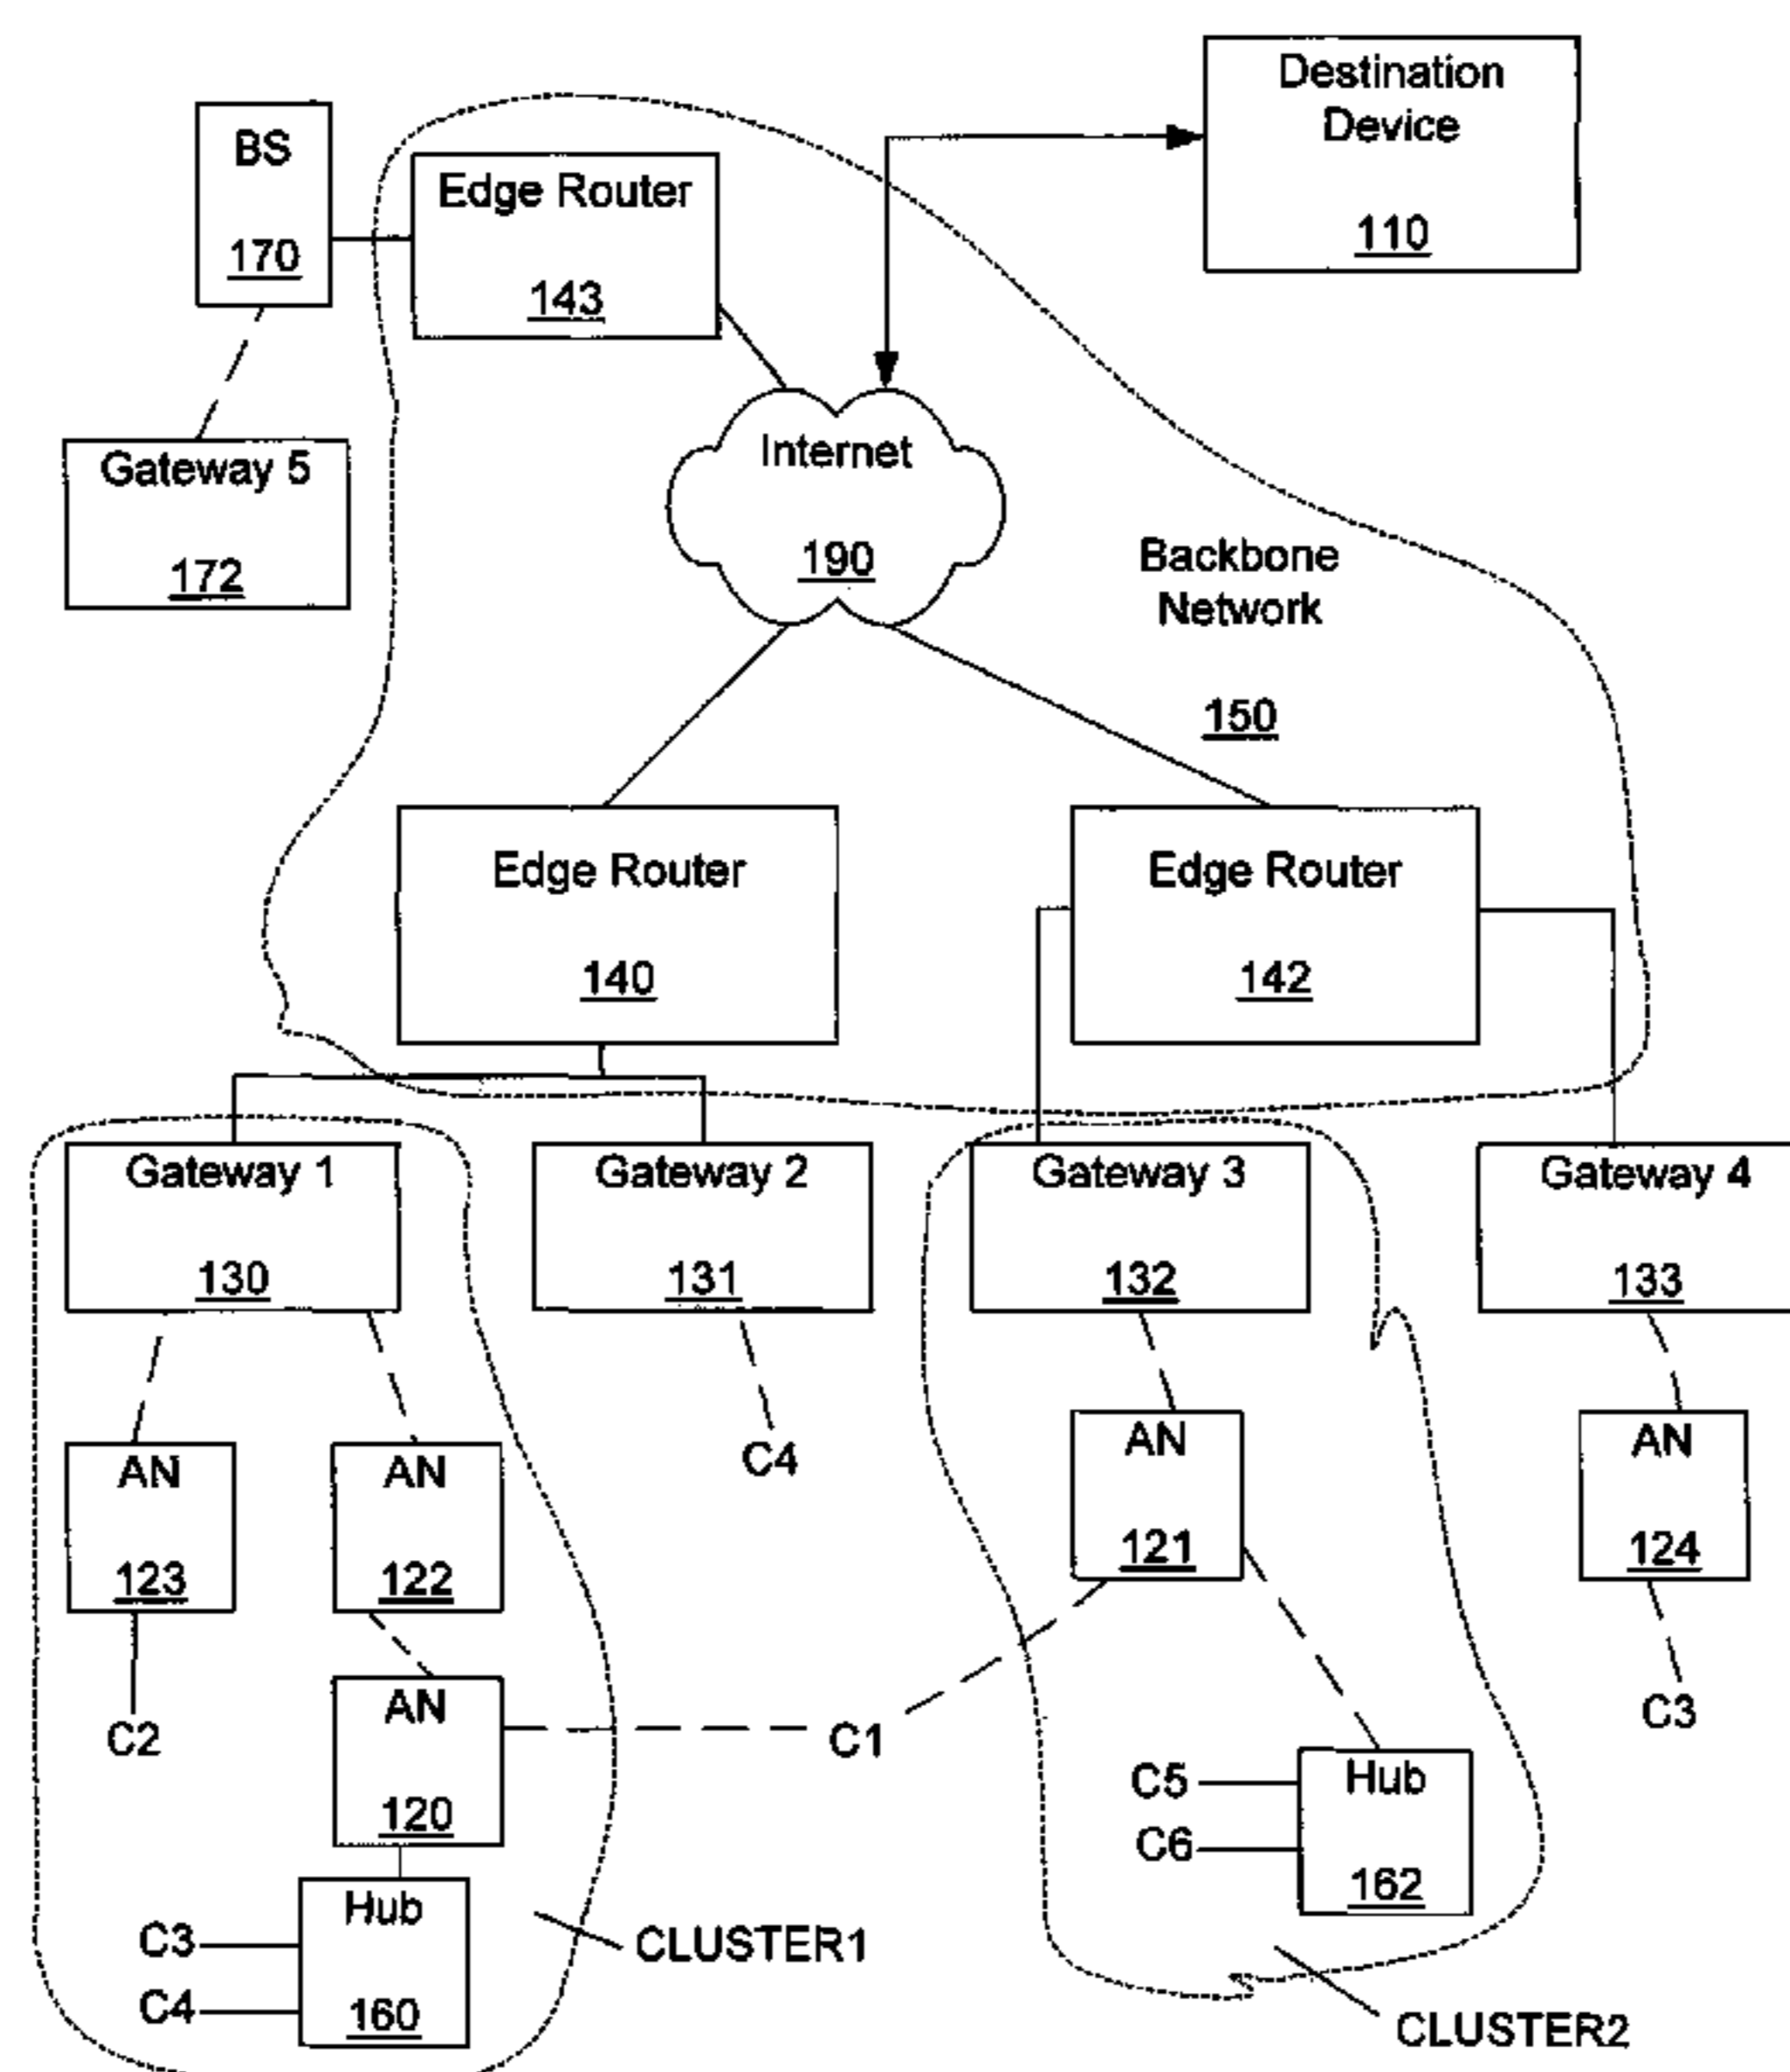 Destination
Device
110
BS
170
Edge Router
143
Internet
190
Gateway 5
172
Backbone
Network
150
Edge Router
140
Edge Router
142
Gateway 1
130
Gateway 2
131
Gateway 3
132
Gateway 4
133
AN
123
AN
122
C4
AN
121
AN
124
C2
AN
120
C1
C3
C5
C6
Hub
162
Hub
160
C3
C4
CLUSTER1
CLUSTER2